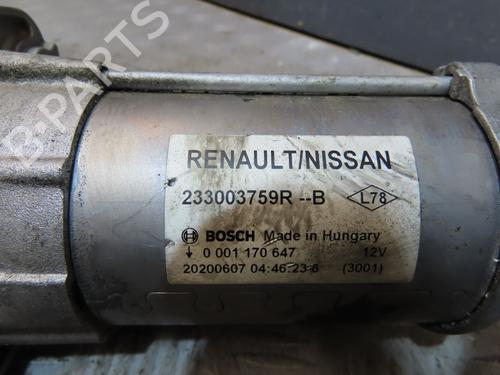 B-PARTS
RENAULT/NISSAN
233003759R --B L78
BOSCH Made in Hungary
0 001 170 647 12V
20200607 04:46:23-6 (3001)